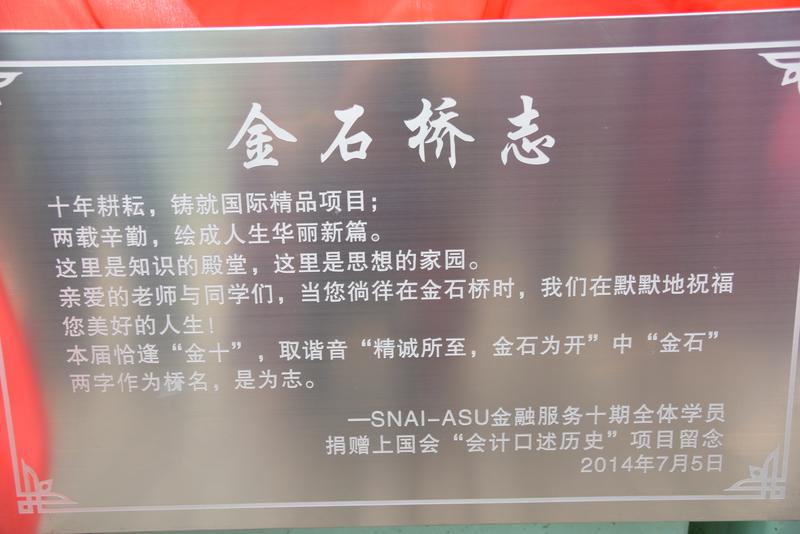 金石桥志
十年耕耘，铸就国际精品项目；
两载辛勤，绘成人生华丽新篇。
这里是知识的殿堂，这里是思想的家园。
亲爱的老师与同学们，当您徜徉在金石桥时，我们在默默地祝福
您美好的人生！
本届恰逢“金十”，取谐音“精诚所至，金石为开”中“金石”
两字作为桥名，是为志。
—SNAI-ASU金融服务十期全体学员
捐赠上国会“会计口述历史”项目留念
2014年7月5日